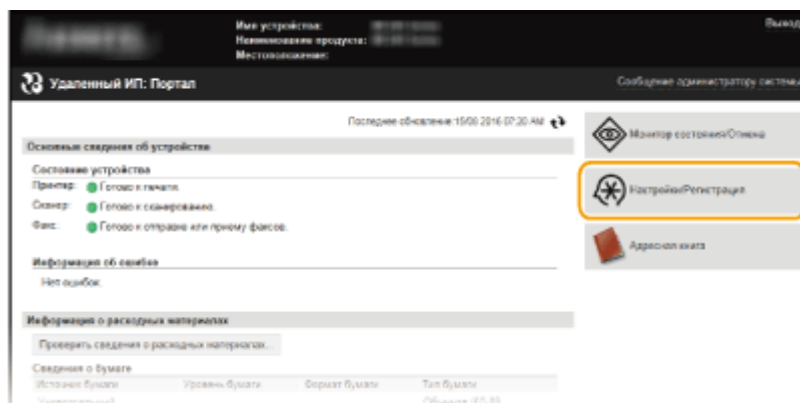 Имя устройства:
Наименование продукта:
Местоположение:
Выход
Удаленный ИП: Портал
Сообщение администратору системы
Последнее обновление: 15/06 2016 07:20 AM
Монитор состояния/Отмена
Основные сведения об устройстве
Состояние устройства
Принтер: Готово к печати.
Настройки/Регистрация
Сканер: Готово к сканированию.
Факс: Готово к отправке или приему факсов.
Адресная книга
Информация об ошибке
Нет ошибок.
Информация о расходных материалах
Проверить сведения о расходных материалах...
Сведения о бумаге
Источник бумаги Уровень бумаги Формат бумаги Тип бумаги